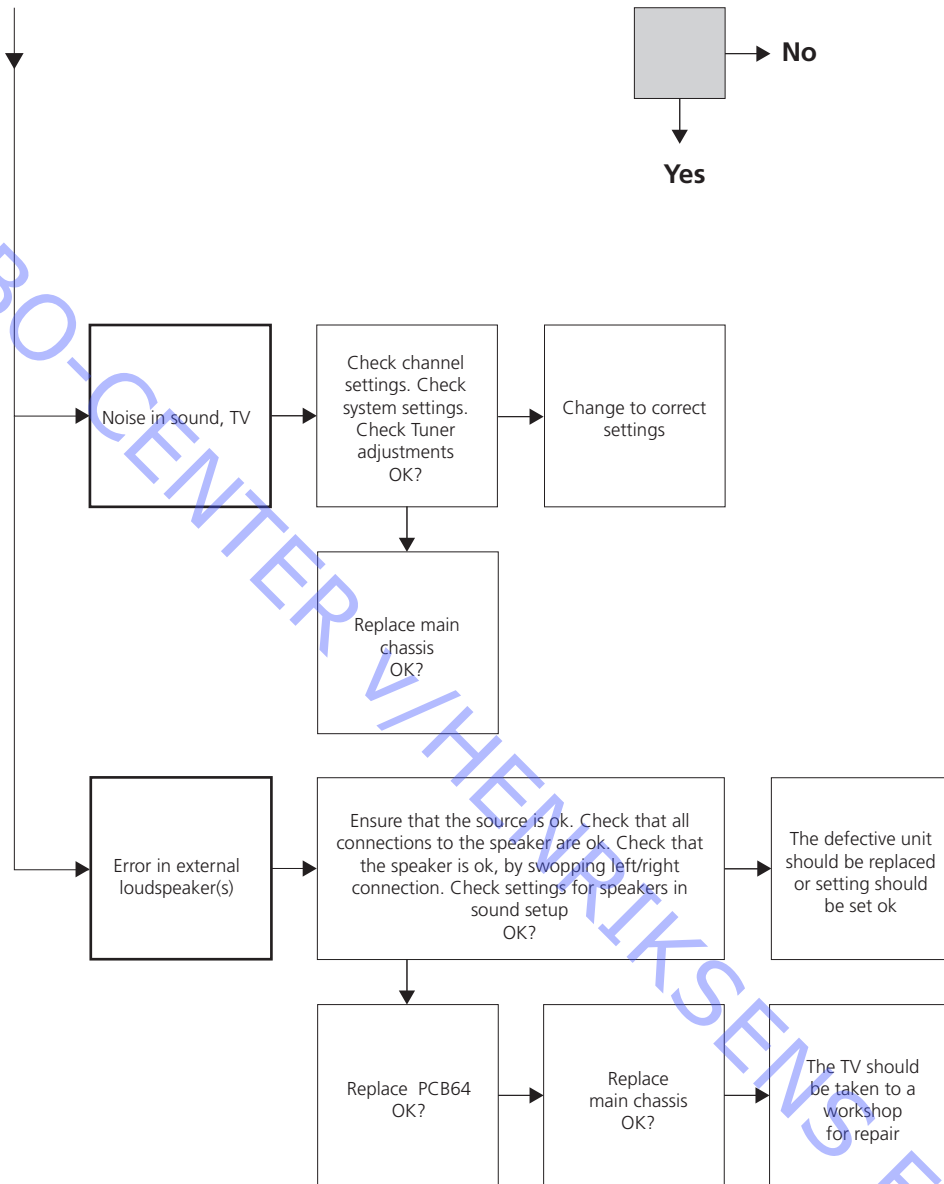 No
Yes
Noise in sound, TV
Check channel
settings. Check
system settings.
Check Tuner
adjustments
OK?
Change to correct
settings
Replace main
chassis
OK?
Error in external
loudspeaker(s)
Ensure that the source is ok. Check that all
connections to the speaker are ok. Check that
the speaker is ok, by swopping left/right
connection. Check settings for speakers in
sound setup
OK?
The defective unit
should be replaced
or setting should
be set ok
Replace PCB64
OK?
Replace
main chassis
OK?
The TV should
be taken to a
workshop
for repair
BO-CENTER V/HENRIKSENS